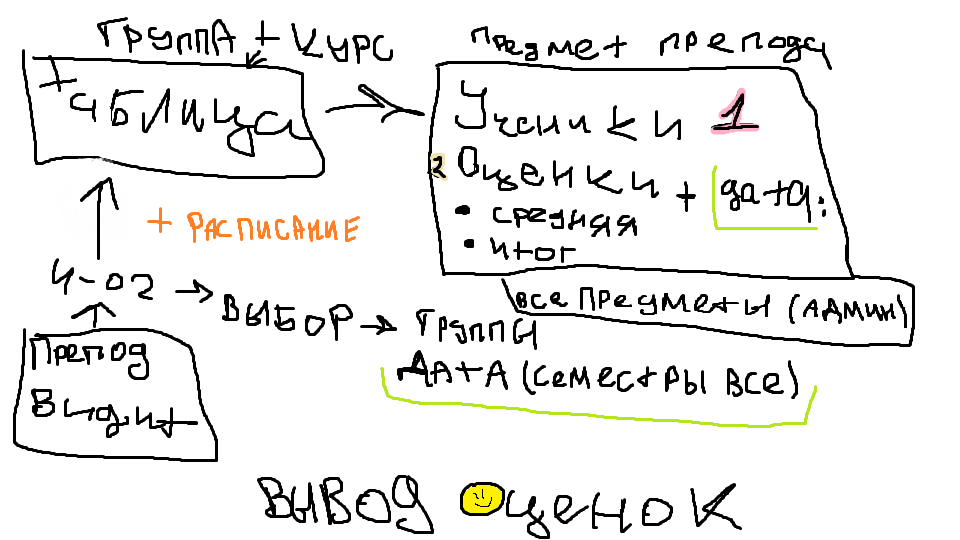 ГРУППА + КУРС
таблица
предмет препода
Ученики 1
2 Оценки + дата:
• средняя
• итог
все предметы (админ)
+ РАСПИСАНИЕ
И-02 → ВЫБОР → группы
ДАтА (семестры все)
Препод
Видит
ВЫВОД Оценок